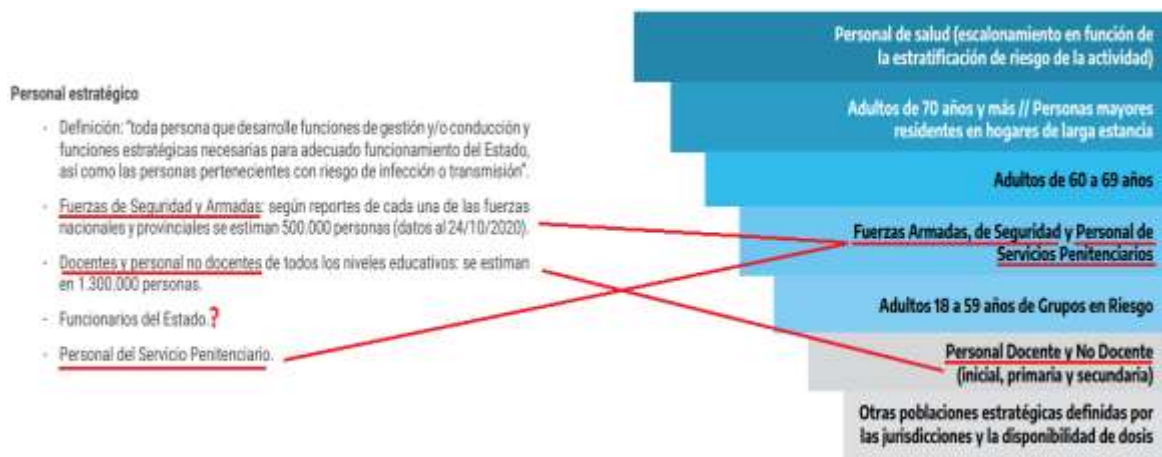 Personal estratégico
- Definición: "toda persona que desarrolle funciones de gestión y/o conducción y
funciones estratégicas necesarias para adecuado funcionamiento del Estado,
así como las personas pertenecientes con riesgo de infección o transmisión".
- Fuerzas de Seguridad y Armadas: según reportes de cada una de las fuerzas
nacionales y provinciales se estiman 500.000 personas (datos al 24/10/2020).
- Docentes y personal no docentes de todos los niveles educativos: se estiman
en 1.300.000 personas.
- Funcionarios del Estado.?
- Personal del Servicio Penitenciario.
Personal de salud (escalonamiento en función de
la estratificación de riesgo de la actividad)
Adultos de 70 años y más // Personas mayores
residentes en hogares de larga estancia
Adultos de 60 a 69 años
Fuerzas Armadas, de Seguridad y Personal de
Servicios Penitenciarios
Adultos 18 a 59 años de Grupos en Riesgo
Personal Docente y No Docente
(inicial, primaria y secundaria)
Otras poblaciones estratégicas definidas por
las jurisdicciones y la disponibilidad de dosis